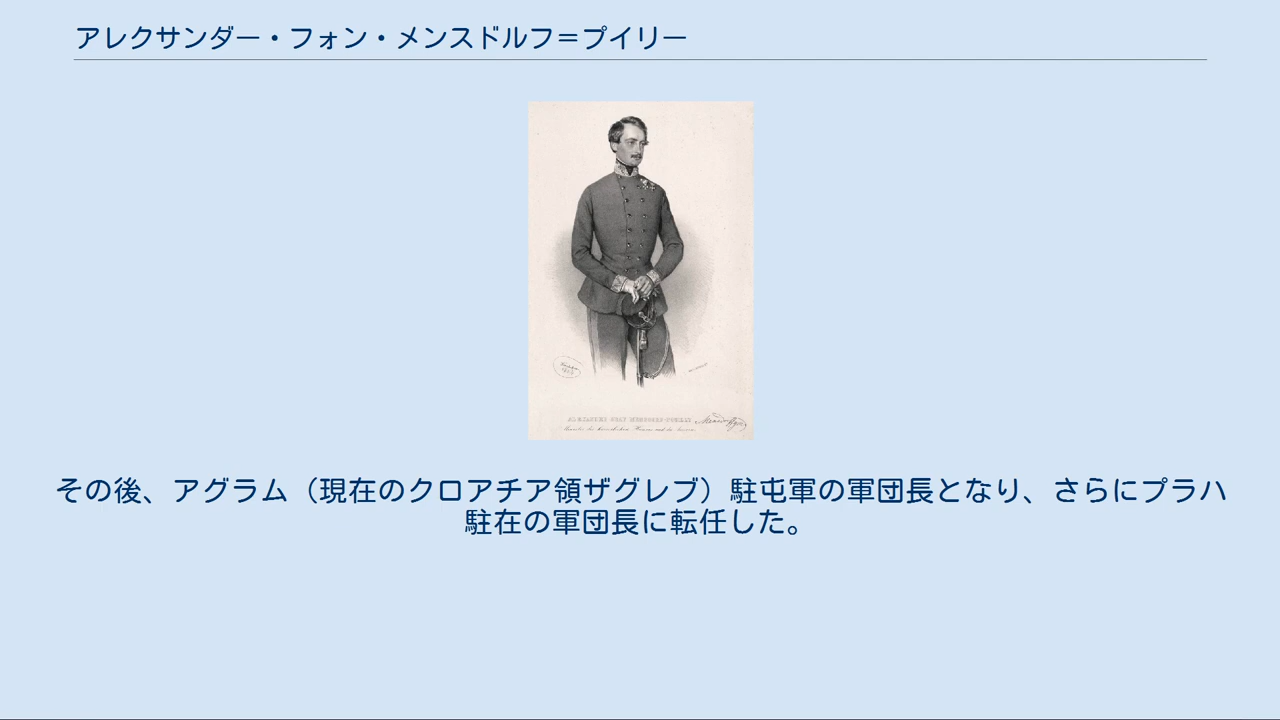 アレクサンダー・フォン・メンスドルフ＝プイリー
その後、アグラム（現在のクロアチア領ザグレブ）駐屯軍の軍団長となり、さらにプラハ
駐在の軍団長に転任した。